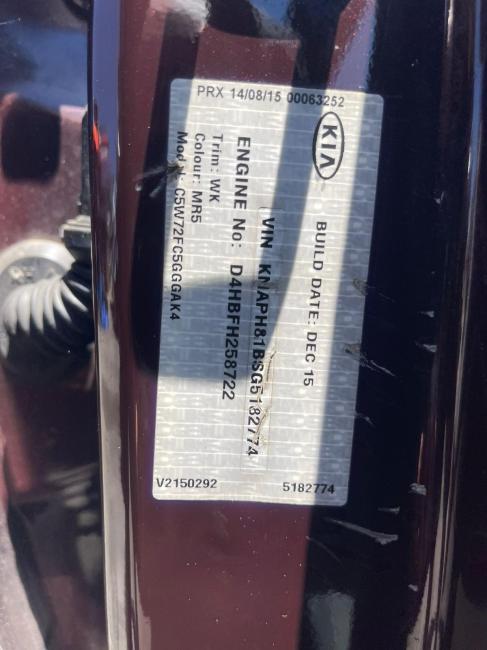 PRX 14/08/15 00063252
KIA
BUILD DATE: DEC 15
VIN KNAPH81BSG5182774
ENGINE No: D4HBFH258722
Trim: WK
Colour: MR5
Model: C5W72FC5GGGAK4
V2150292
5182774